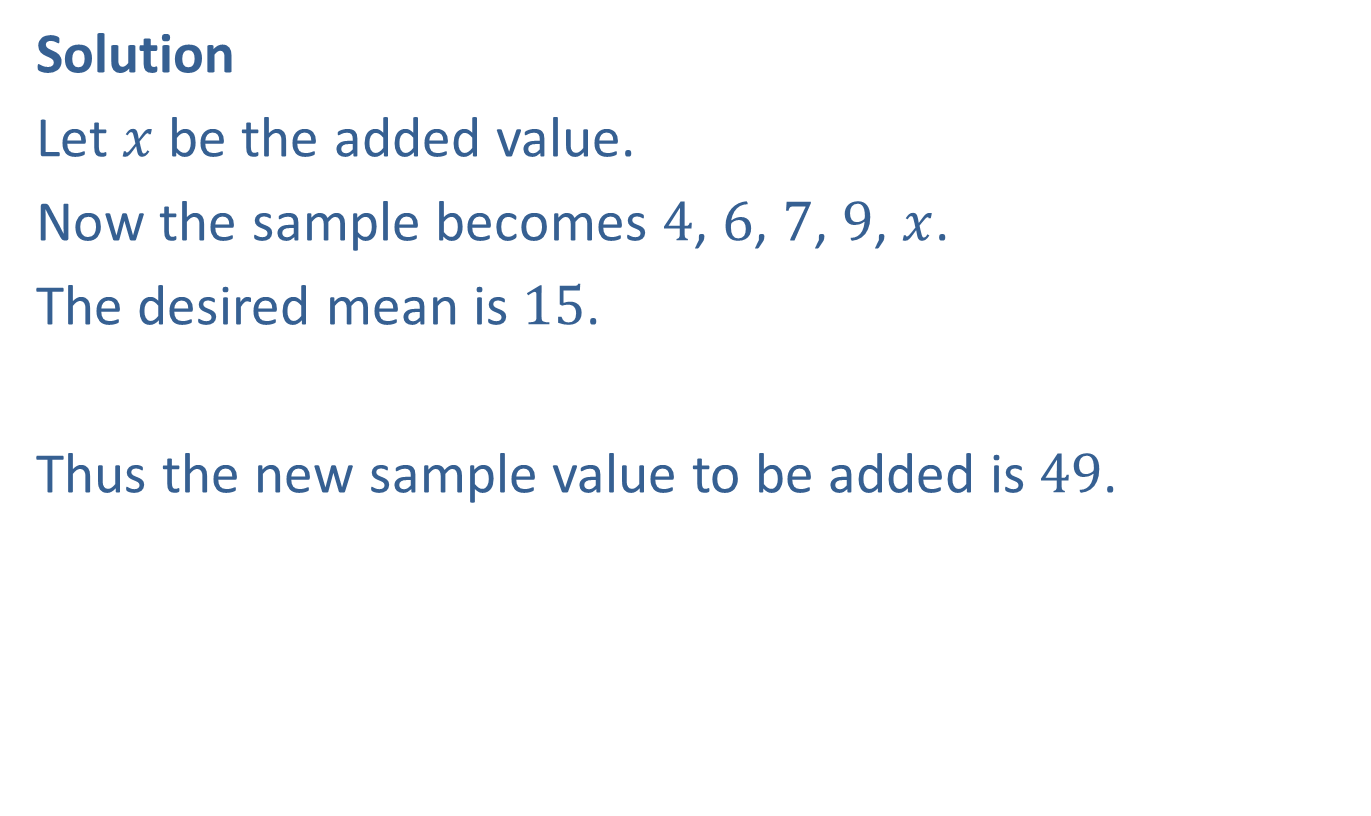 Solution
Let x be the added value.
Now the sample becomes 4, 6, 7, 9, x.
The desired mean is 15.
Thus the new sample value to be added is 49.